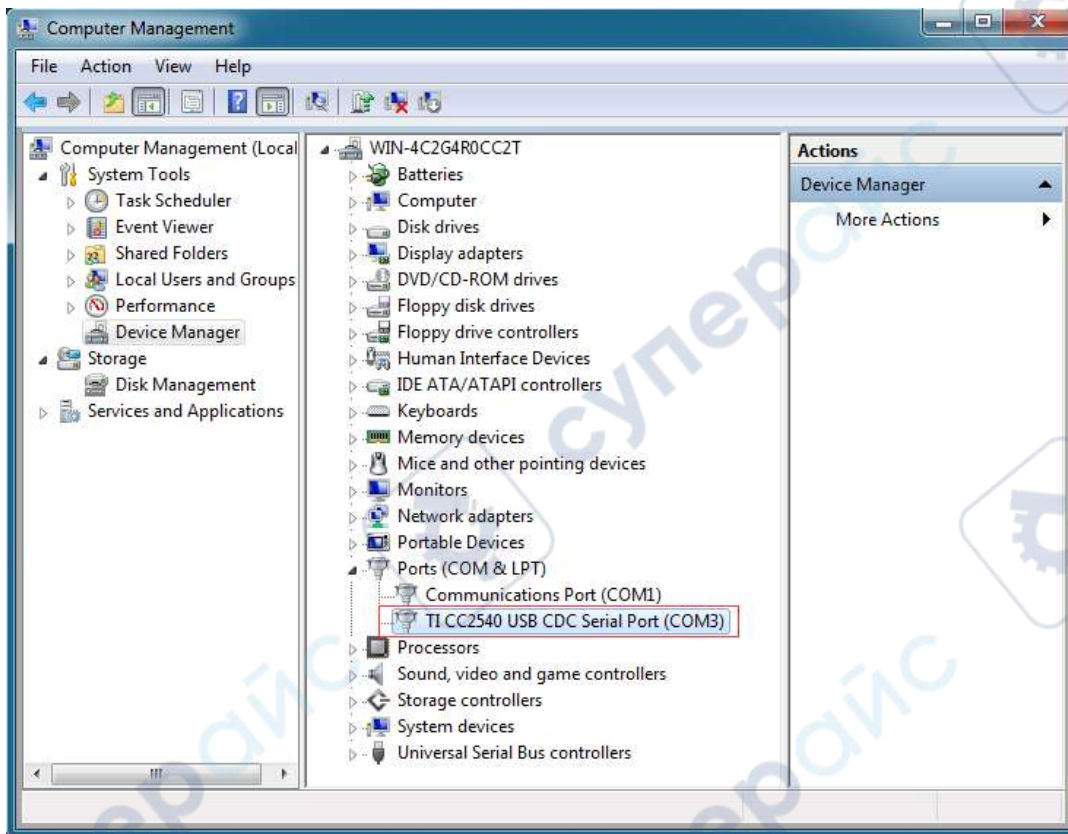 Computer Management
File Action View Help
Computer Management (Local
System Tools
Task Scheduler
Event Viewer
Shared Folders
Local Users and Groups
Performance
Device Manager
Storage
Disk Management
Services and Applications
WIN-4C2G4R0CC2T
Batteries
Computer
Disk drives
Display adapters
DVD/CD-ROM drives
Floppy disk drives
Floppy drive controllers
Human Interface Devices
IDE ATA/ATAPI controllers
Keyboards
Memory devices
Mice and other pointing devices
Monitors
Network adapters
Portable Devices
Ports (COM & LPT)
Communications Port (COM1)
TI CC2540 USB CDC Serial Port (COM3)
Processors
Sound, video and game controllers
Storage controllers
System devices
Universal Serial Bus controllers
Actions
Device Manager
More Actions
суперайс